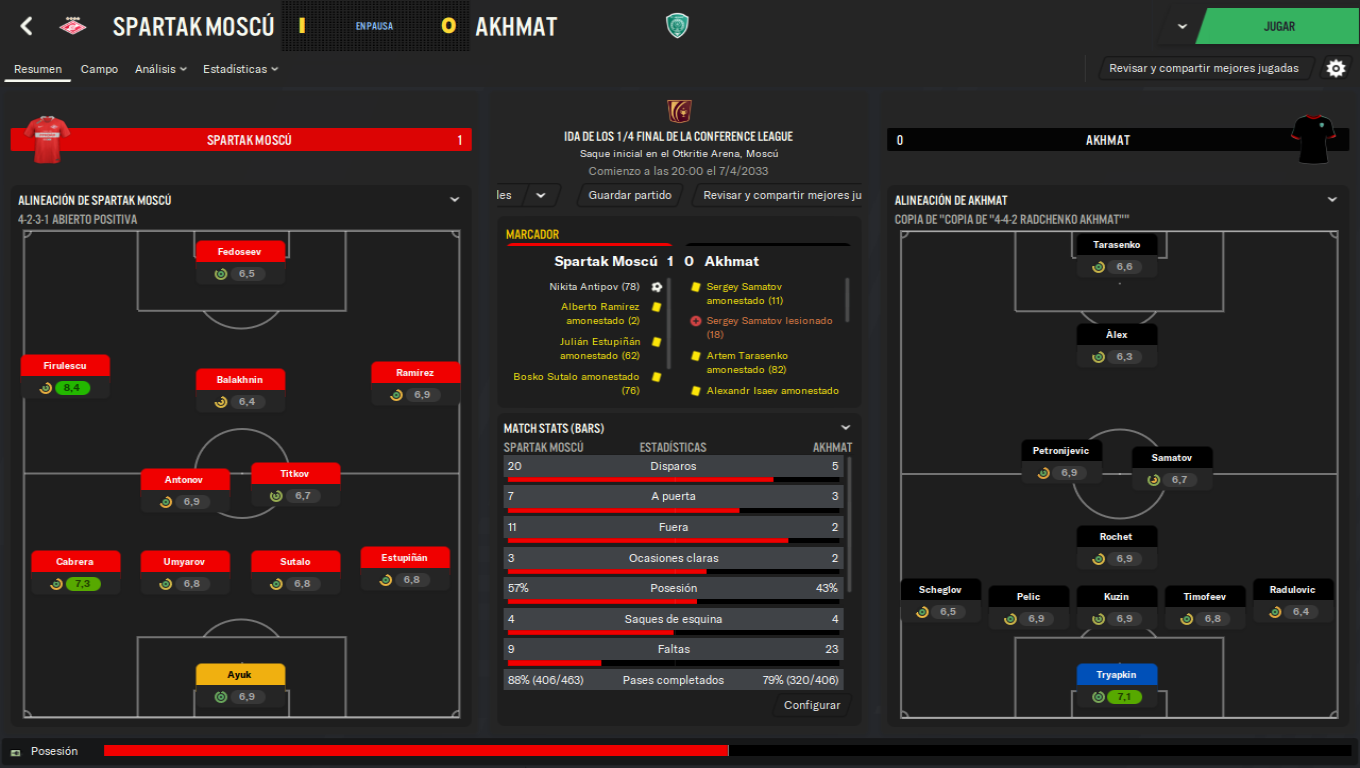 SPARTAK MOSCÚ
1
EN PAUSA
0
AKHMAT
JUGAR
Resumen
Campo
Análisis
Estadísticas
Revisar y compartir mejores jugadas
SPARTAK MOSCÚ
1
ALINEACIÓN DE SPARTAK MOSCÚ
4-2-3-1 ABIERTO POSITIVA
Fedoseev
6,5
Firulescu
8,4
Balakhnin
6,4
Ramírez
6,9
Antonov
6,9
Titkov
6,7
Cabrera
7,3
Umyarov
6,8
Sutalo
6,8
Estupiñán
6,8
Ayuk
6,9
IDA DE LOS 1/4 FINAL DE LA CONFERENCE LEAGUE
Saque inicial en el Otkritie Arena, Moscú
Comienzo a las 20:00 el 7/4/2033
les
Guardar partido
Revisar y compartir mejores ju
MARCADOR
Spartak Moscú 1 0 Akhmat
Nikita Antipov (78)
Alberto Ramírez
amonestado (2)
Julián Estupiñán
amonestado (62)
Bosko Sutalo amonestado
(76)
Sergey Samatov
amonestado (11)
Sergey Samatov lesionado
(18)
Artem Tarasenko
amonestado (82)
Alexandr Isaev amonestado
MATCH STATS (BARS)
SPARTAK MOSCÚ ESTADÍSTICAS AKHMAT
20 Disparos 5
7 A puerta 3
11 Fuera 2
3 Ocasiones claras 2
57% Posesión 43%
4 Saques de esquina 4
9 Faltas 23
88% (406/463) Pases completados 79% (320/406)
Configurar
0
AKHMAT
ALINEACIÓN DE AKHMAT
COPIA DE "COPIA DE "4-4-2 RADCHENKO AKHMAT""
Tarasenko
6,6
Àlex
6,3
Petronijevic
6,9
Samatov
6,7
Rochet
6,9
Scheglov
6,5
Pelic
6,9
Kuzin
6,9
Timofeev
6,8
Radulovic
6,4
Tryapkin
7,1
Posesión